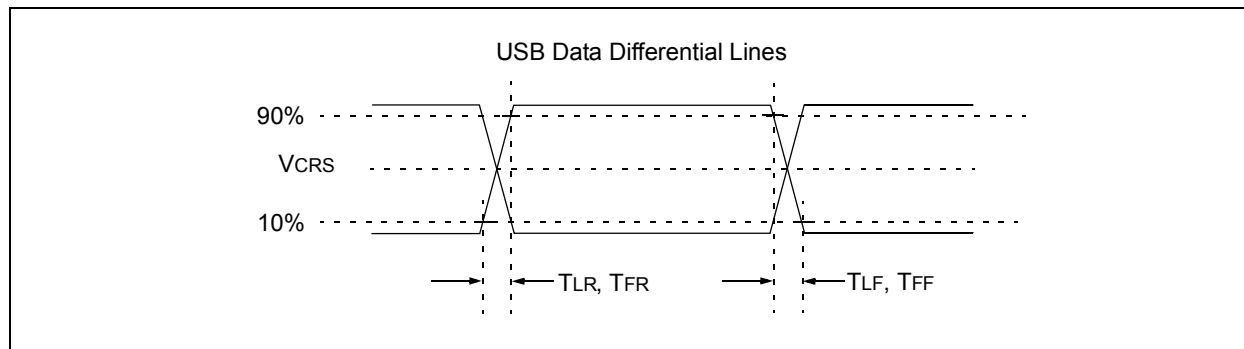 USB Data Differential Lines
90%
VCRS
10%
TLR, TFR
TLF, TFF